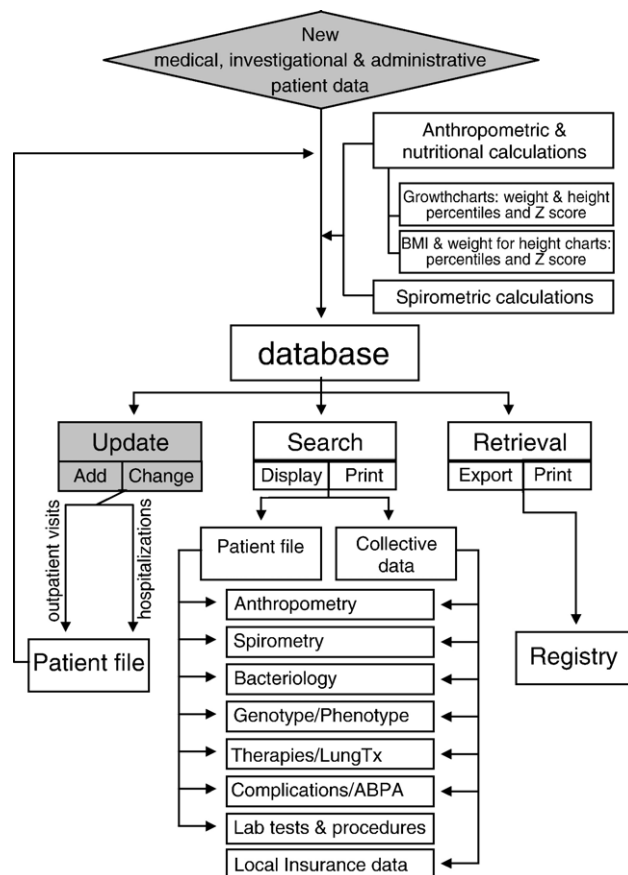 New
medical, investigational & administrative
patient data
Anthropometric &
nutritional calculations
Growthcharts: weight & height
percentiles and Z score
BMI & weight for height charts:
percentiles and Z score
Spirometric calculations
database
Update
Add
Change
Search
Display
Print
Retrieval
Export
Print
outpatient visits
hospitalizations
Patient file
Patient file
Collective
data
Anthropometry
Spirometry
Bacteriology
Genotype/Phenotype
Therapies/LungTx
Complications/ABPA
Lab tests & procedures
Local Insurance data
Registry